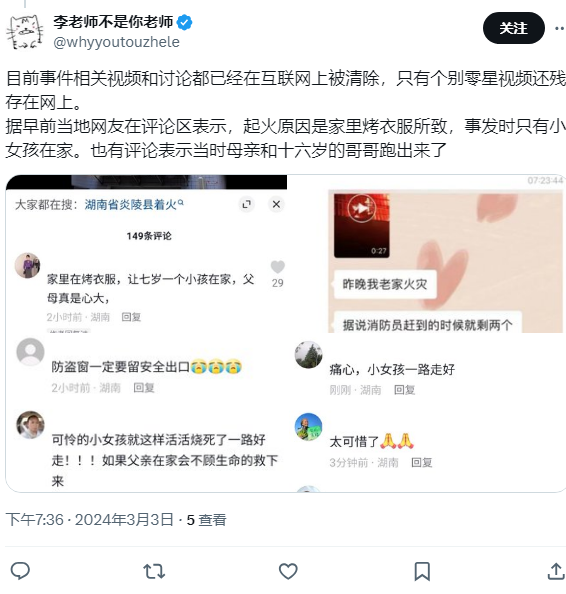 李老师不是你老师
@whyyoutouzhele
关注
目前事件相关视频和讨论都已经在互联网上被清除，只有个别零星视频还残
存在网上。
据早前当地网友在评论区表示，起火原因是家里烤衣服所致，事发时只有小
女孩在家。也有评论表示当时母亲和十六岁的哥哥跑出来了
大家都在搜：湖南省炎陵县着火
149条评论
家里在烤衣服，让七岁一个小孩在家，父
母真是心大，
2小时前·湖南 回复
29
防盗窗一定要留安全出口😭😭😭
2小时前·湖南 回复
可怜的小女孩就这样活活烧死了一路好
走！！！如果父亲在家会不顾生命的救下
来
07:23:44
0:27
昨晚我老家火灾
据说消防员赶到的时候就剩两个
痛心，小女孩一路走好
刚刚·湖南 回复
太可惜了🙏🙏
3分钟前·湖南 回复
下午7:36 · 2024年3月3日 · 5 查看